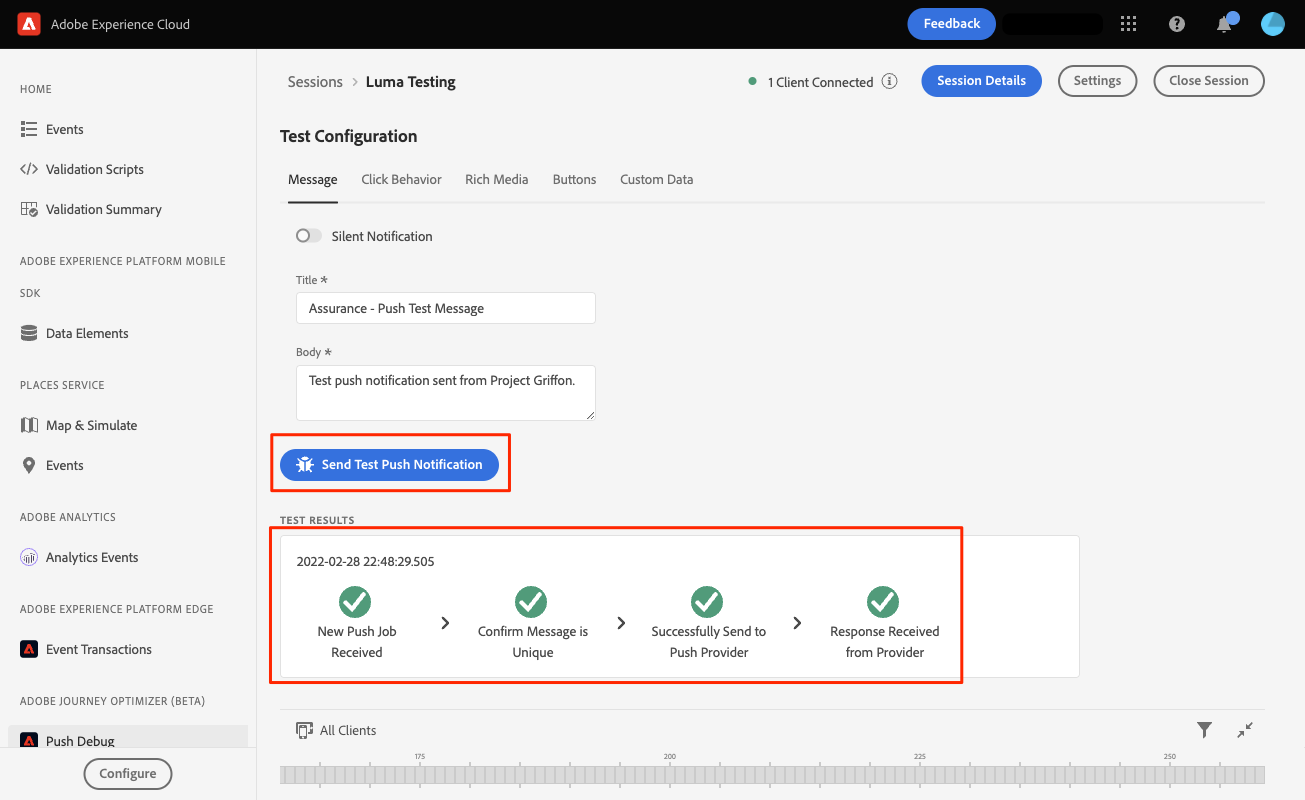 Adobe Experience Cloud
Feedback
HOME
Events
Validation Scripts
Validation Summary
ADOBE EXPERIENCE PLATFORM MOBILE
SDK
Data Elements
PLACES SERVICE
Map & Simulate
Events
ADOBE ANALYTICS
Analytics Events
ADOBE EXPERIENCE PLATFORM EDGE
Event Transactions
ADOBE JOURNEY OPTIMIZER (BETA)
Push Debug
Configure
Sessions > Luma Testing
1 Client Connected
Session Details
Settings
Close Session
Test Configuration
Message Click Behavior Rich Media Buttons Custom Data
Silent Notification
Title *
Assurance - Push Test Message
Body *
Test push notification sent from Project Griffon.
Send Test Push Notification
TEST RESULTS
2022-02-28 22:48:29.505
New Push Job
Received
Confirm Message is
Unique
Successfully Send to
Push Provider
Response Received
from Provider
All Clients
175 200 225 250